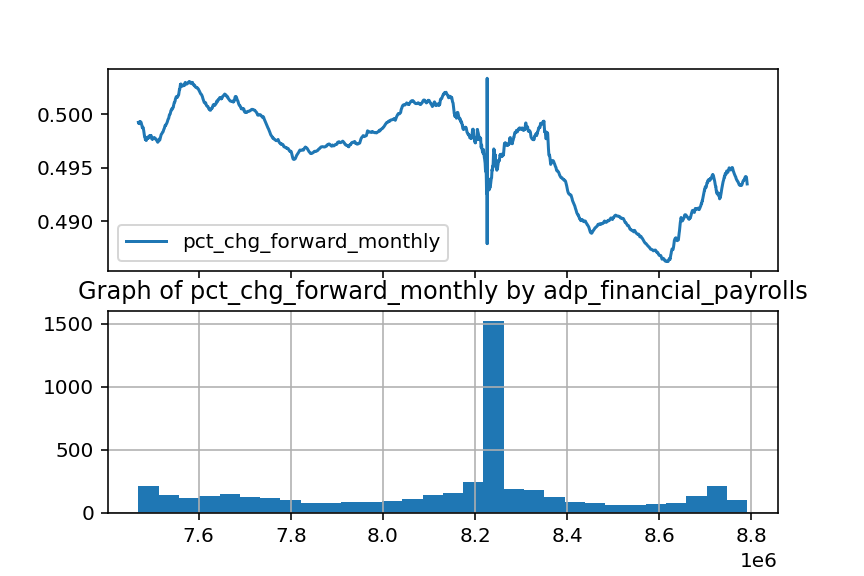 0.500
0.495
0.490
pct_chg_forward_monthly
Graph of pct_chg_forward_monthly by adp_financial_payrolls
1500
1000
500
0
7.6 7.8 8.0 8.2 8.4 8.6 8.8
1e6